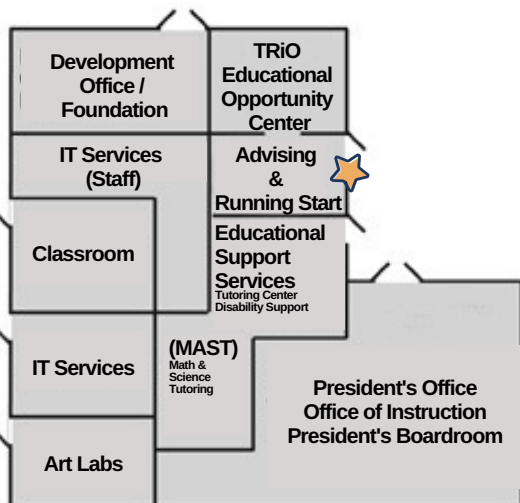 Development
Office /
Foundation
TRiO
Educational
Opportunity
Center
IT Services
(Staff)
Advising
&
Running Start
Classroom
Educational
Support
Services
Tutoring Center
Disability Support
IT Services
(MAST)
Math &
Science
Tutoring
President's Office
Office of Instruction
President's Boardroom
Art Labs